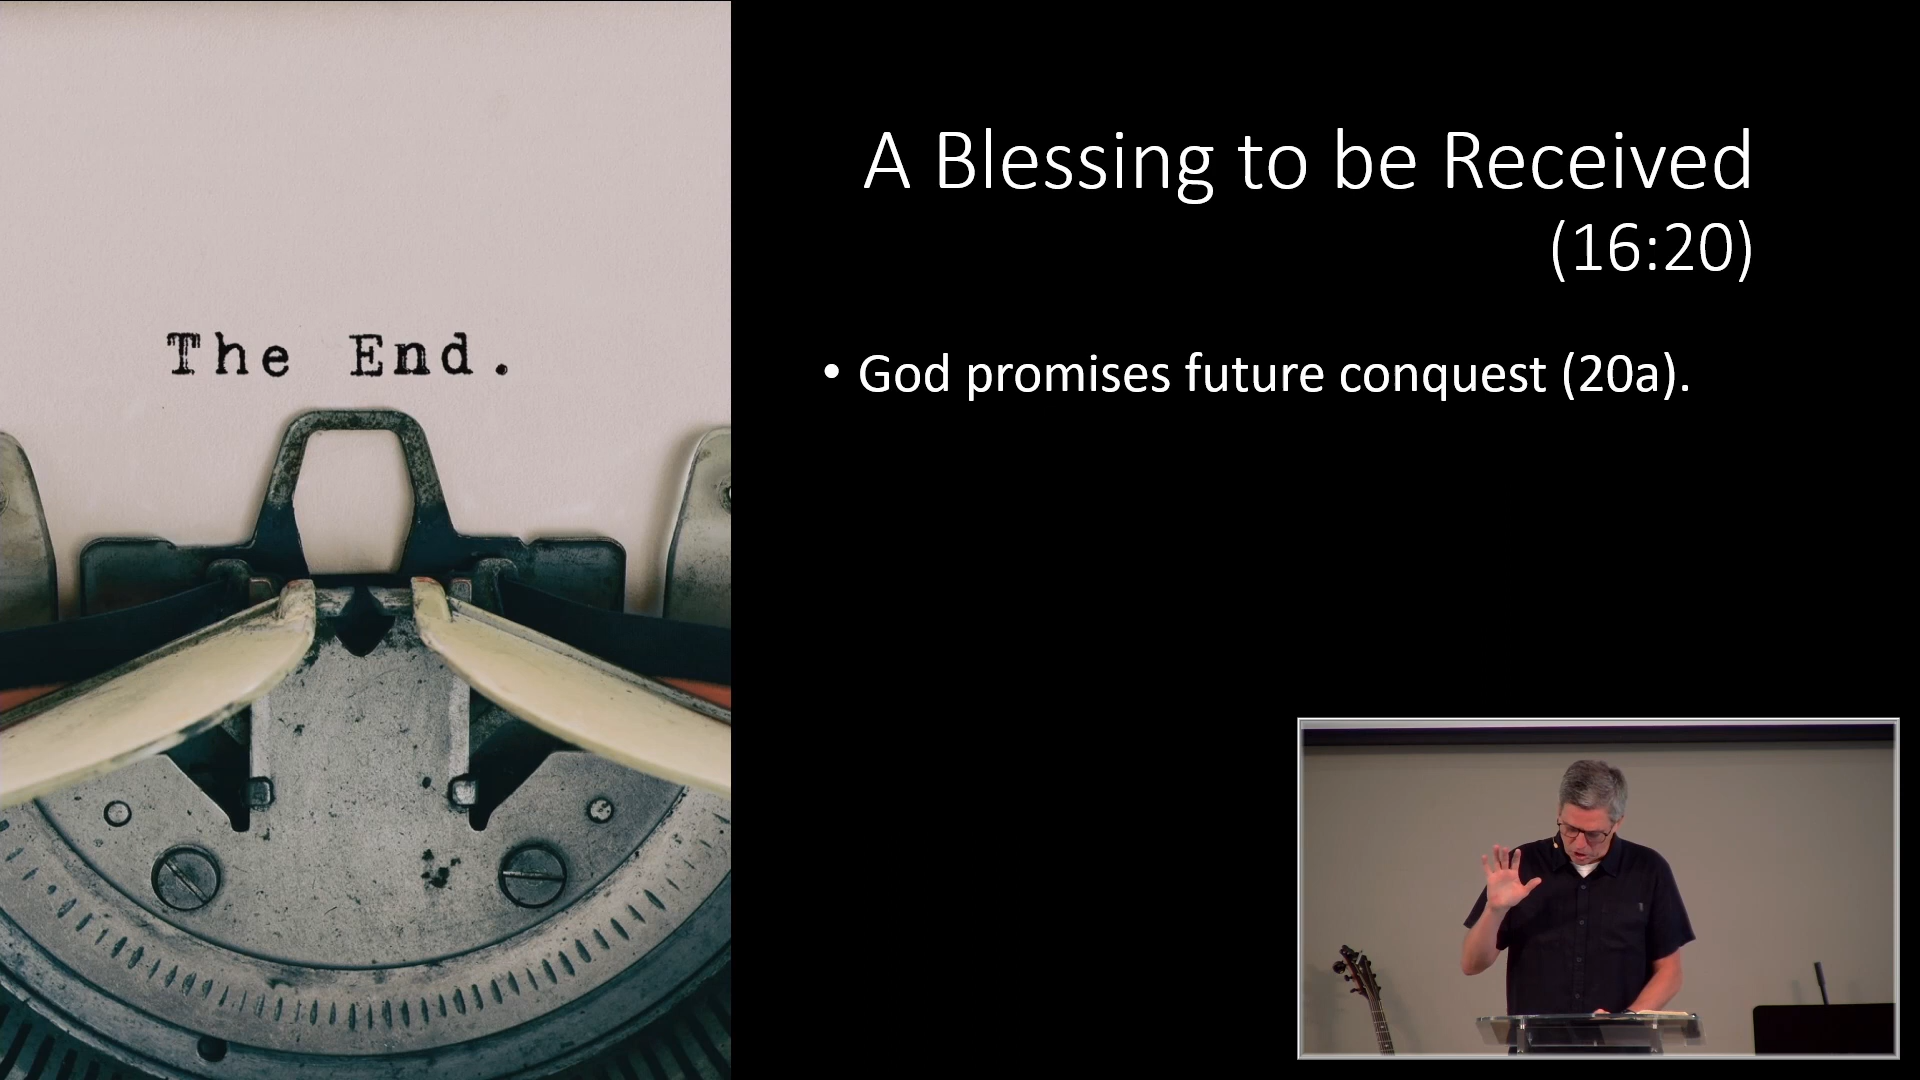 The End.
A Blessing to be Received
(16:20)
• God promises future conquest (20a).